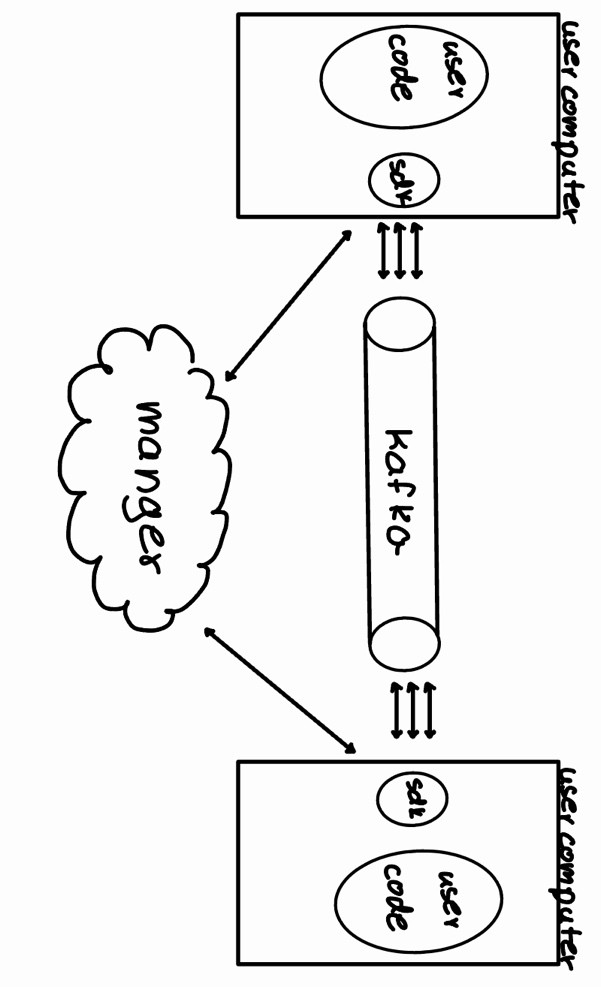 user computer
user
code
sdk
kafka
manger
user computer
sdk
user
code